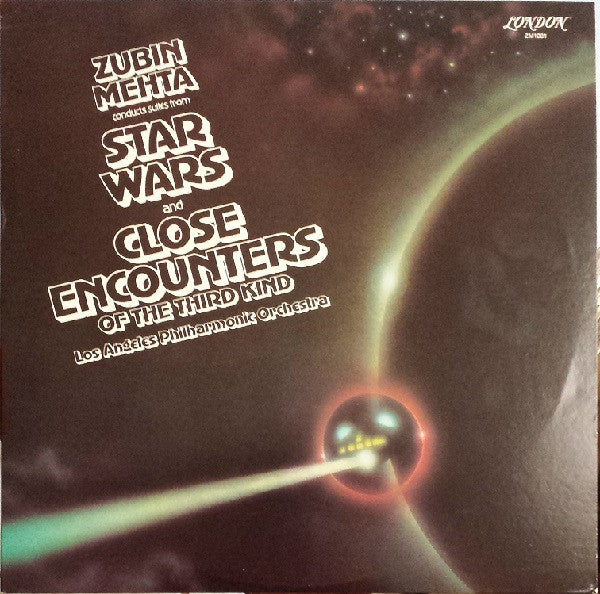 LONDON
ZM1001
ZUBIN
MEHTA
conducts suites from
STAR
WARS
and
CLOSE
ENCOUNTERS
OF THE THIRD KIND
Los Angeles Philharmonic Orchestra